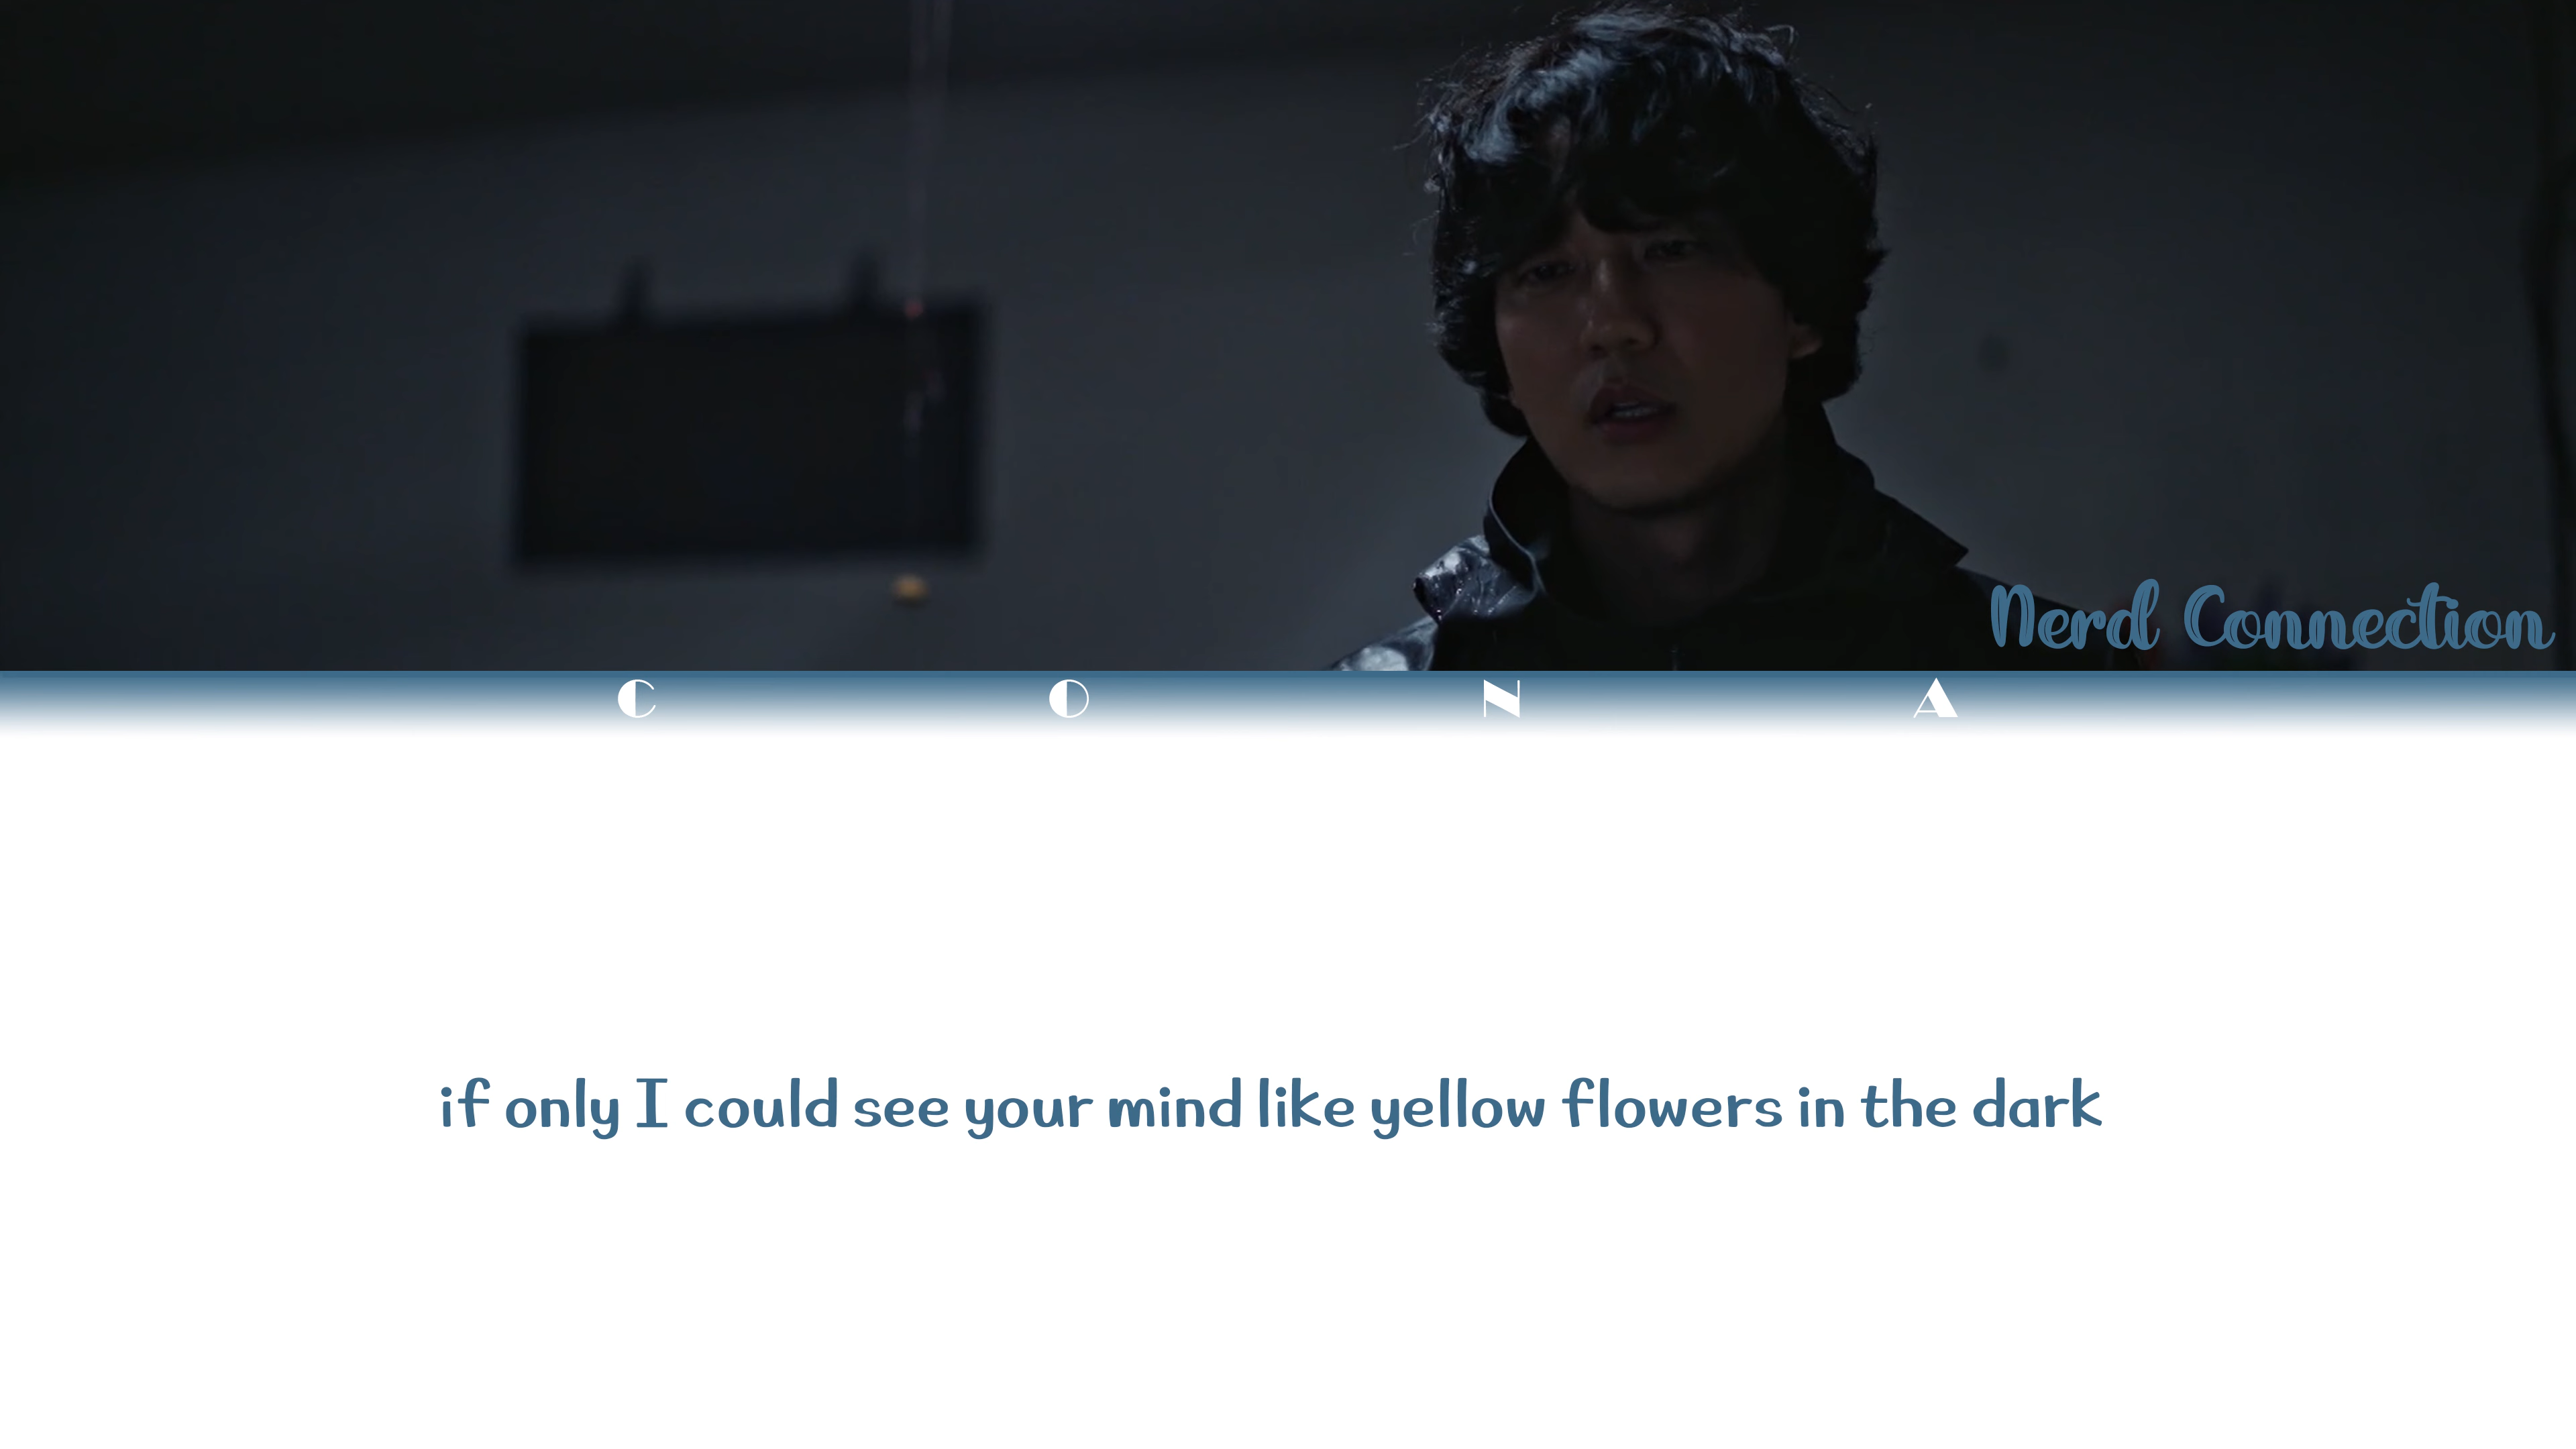 Nerd Connection
C O N A
if only I could see your mind like yellow flowers in the dark